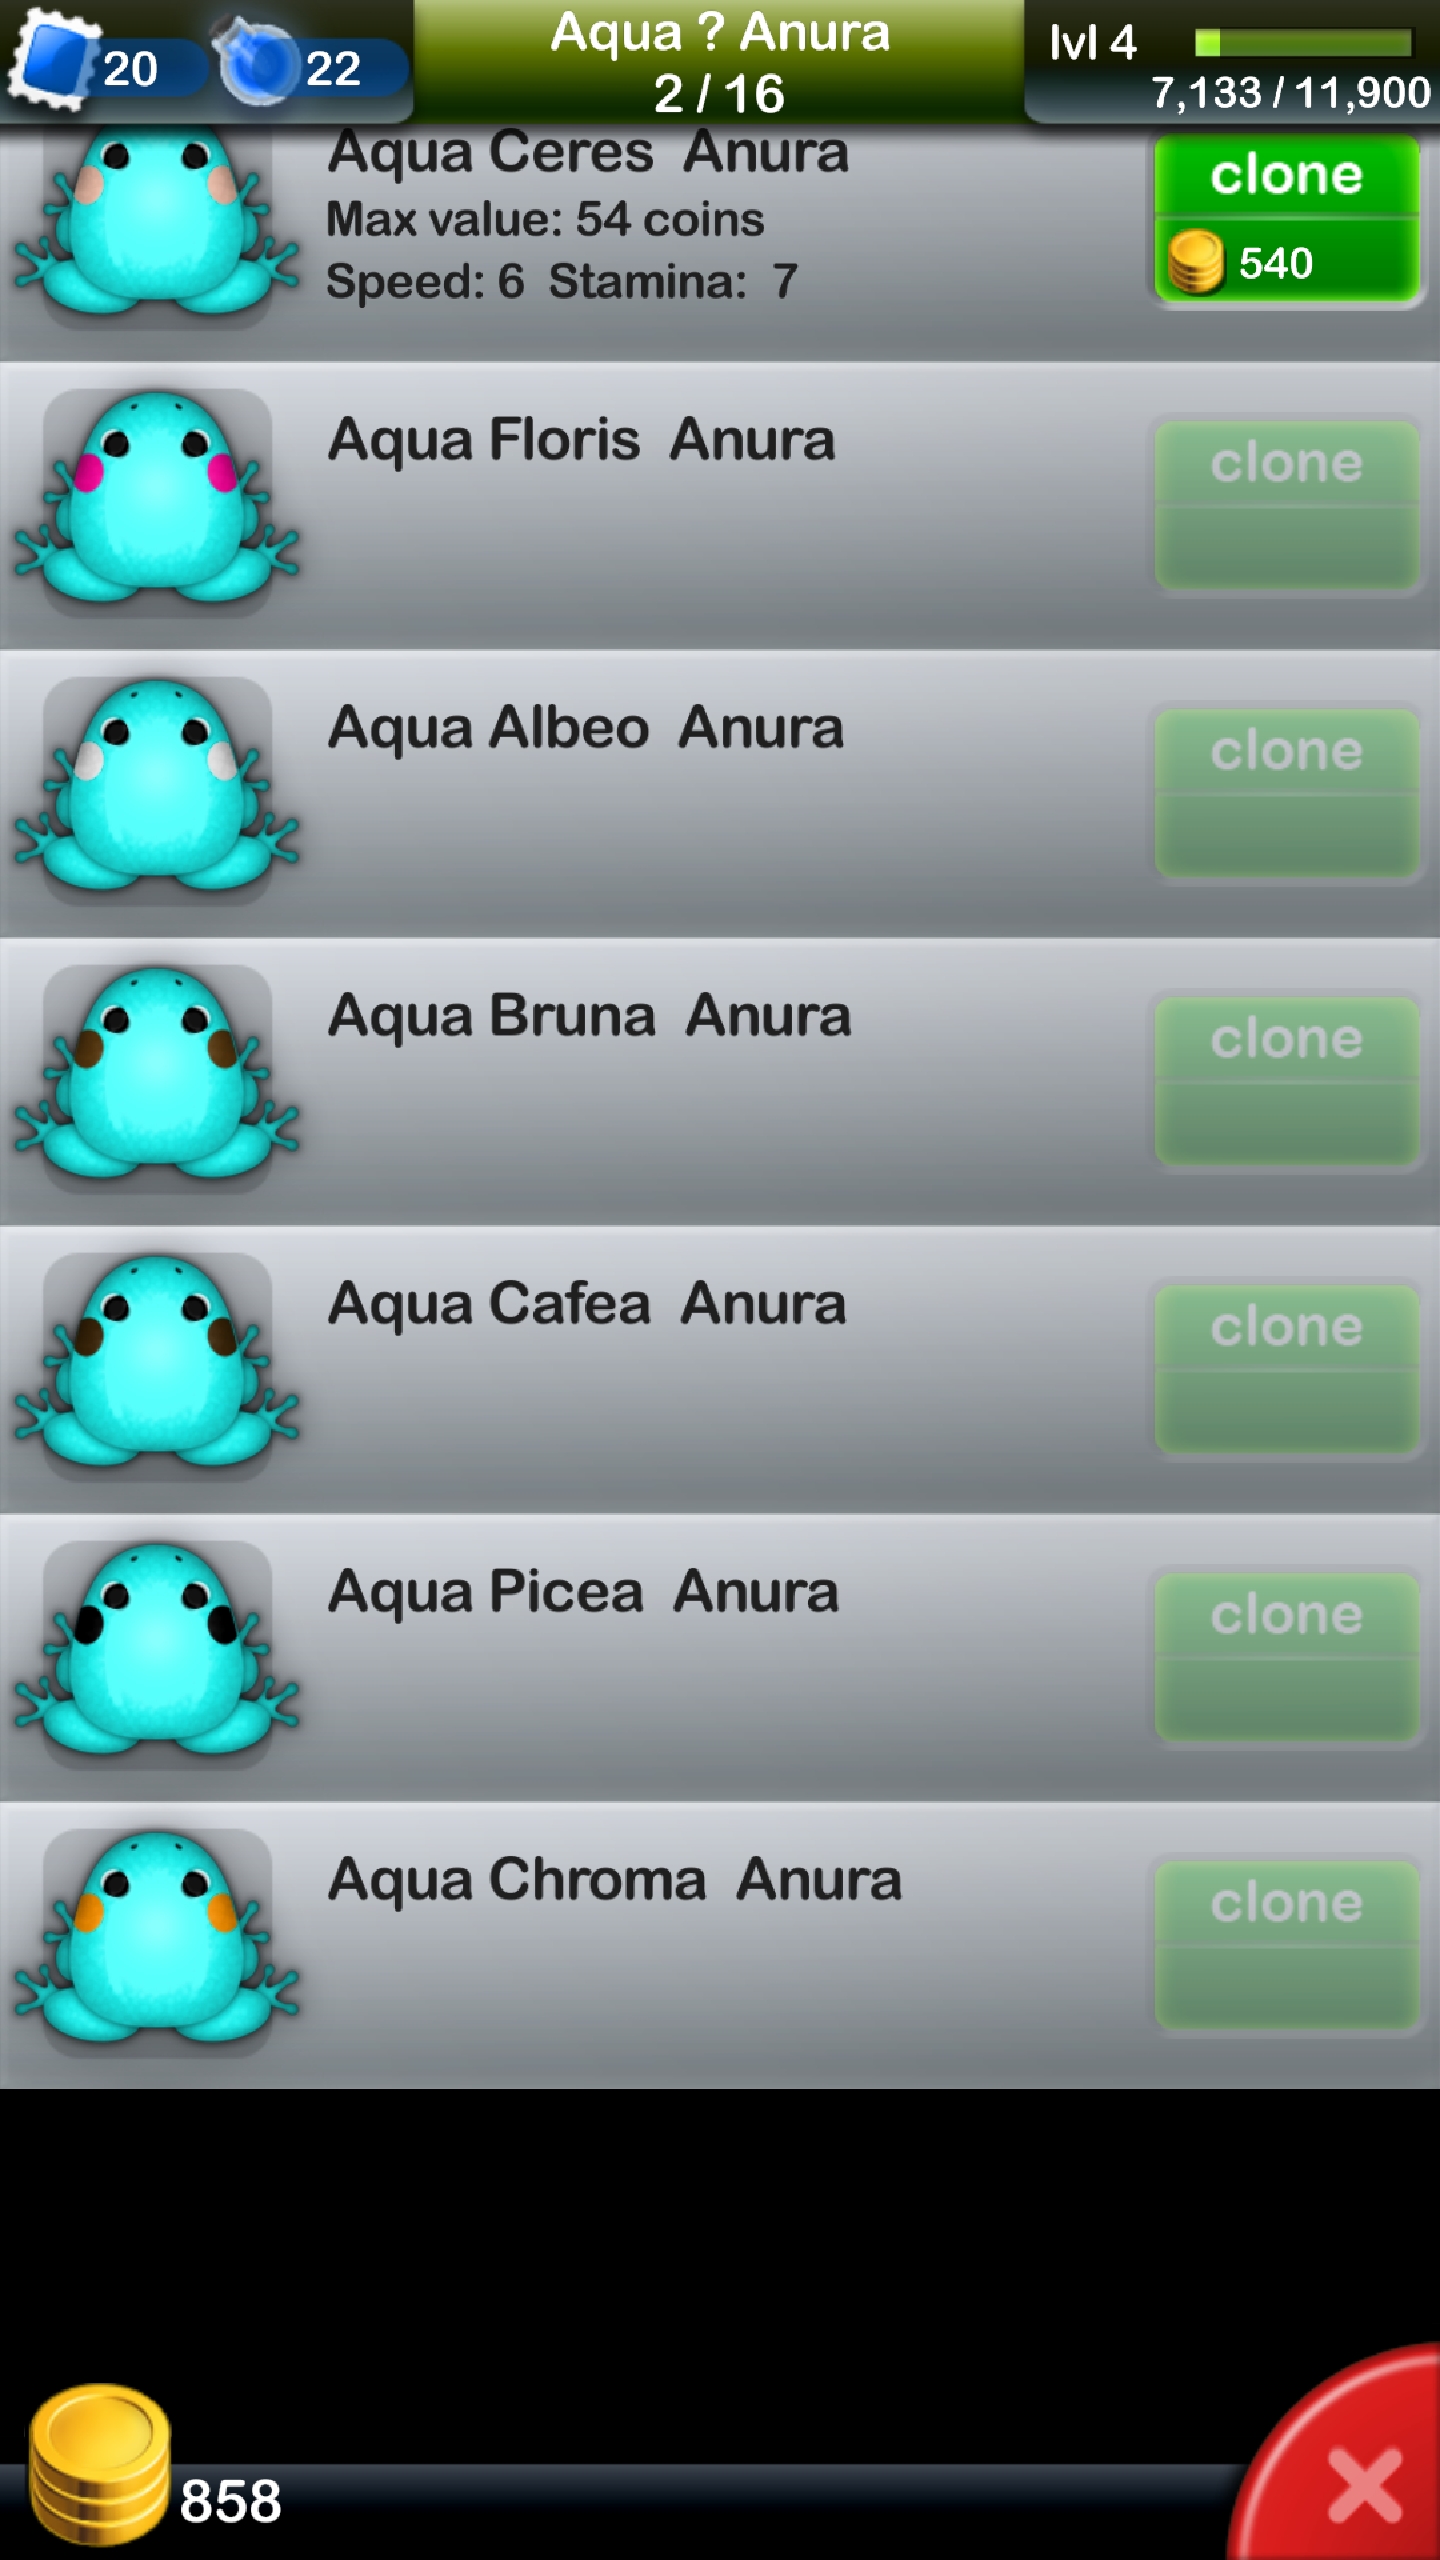 20
22
Aqua ? Anura
2 / 16
lvl 4
7,133 / 11,900
Aqua Ceres Anura
Max value: 54 coins
Speed: 6 Stamina: 7
clone
540
Aqua Floris Anura
clone
Aqua Albeo Anura
clone
Aqua Bruna Anura
clone
Aqua Cafea Anura
clone
Aqua Picea Anura
clone
Aqua Chroma Anura
clone
858